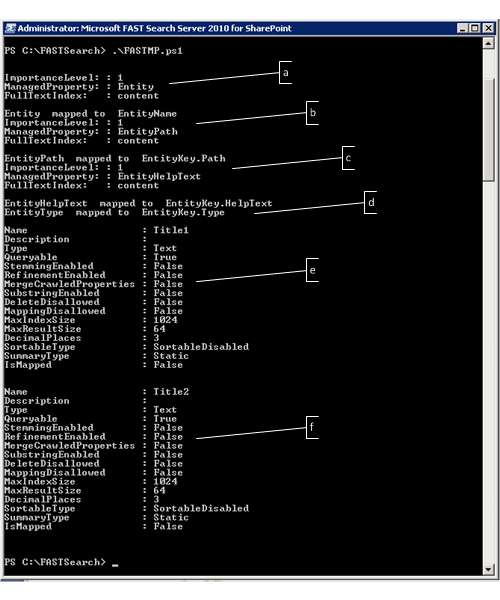 Administrator: Microsoft FAST Search Server 2010 for SharePoint
PS C:\FASTSearch> .\FASTMP.ps1
ImportanceLevel: : 1
ManagedProperty: : Entity
FullTextIndex:   : content
a
Entity  mapped to  EntityName
ImportanceLevel: : 1
ManagedProperty: : EntityPath
FullTextIndex:   : content
b
EntityPath  mapped to  EntityKey.Path
ImportanceLevel: : 1
ManagedProperty: : EntityHelpText
FullTextIndex:   : content
c
EntityHelpText  mapped to  EntityKey.HelpText
EntityType  mapped to  EntityKey.Type
d
Name                   : Title1
Description            :
Type                   : Text
Queryable              : True
StemmingEnabled        : False
RefinementEnabled      : False
MergeCrawledProperties : False
SubstringEnabled       : False
DeleteDisallowed       : False
MappingDisallowed      : False
MaxIndexSize           : 1024
MaxResultSize          : 64
DecimalPlaces          : 3
SortableType           : SortableDisabled
SummaryType            : Static
IsMapped               : False
e
Name                   : Title2
Description            :
Type                   : Text
Queryable              : True
StemmingEnabled        : False
RefinementEnabled      : False
MergeCrawledProperties : False
SubstringEnabled       : False
DeleteDisallowed       : False
MappingDisallowed      : False
MaxIndexSize           : 1024
MaxResultSize          : 64
DecimalPlaces          : 3
SortableType           : SortableDisabled
SummaryType            : Static
IsMapped               : False
f
PS C:\FASTSearch> _